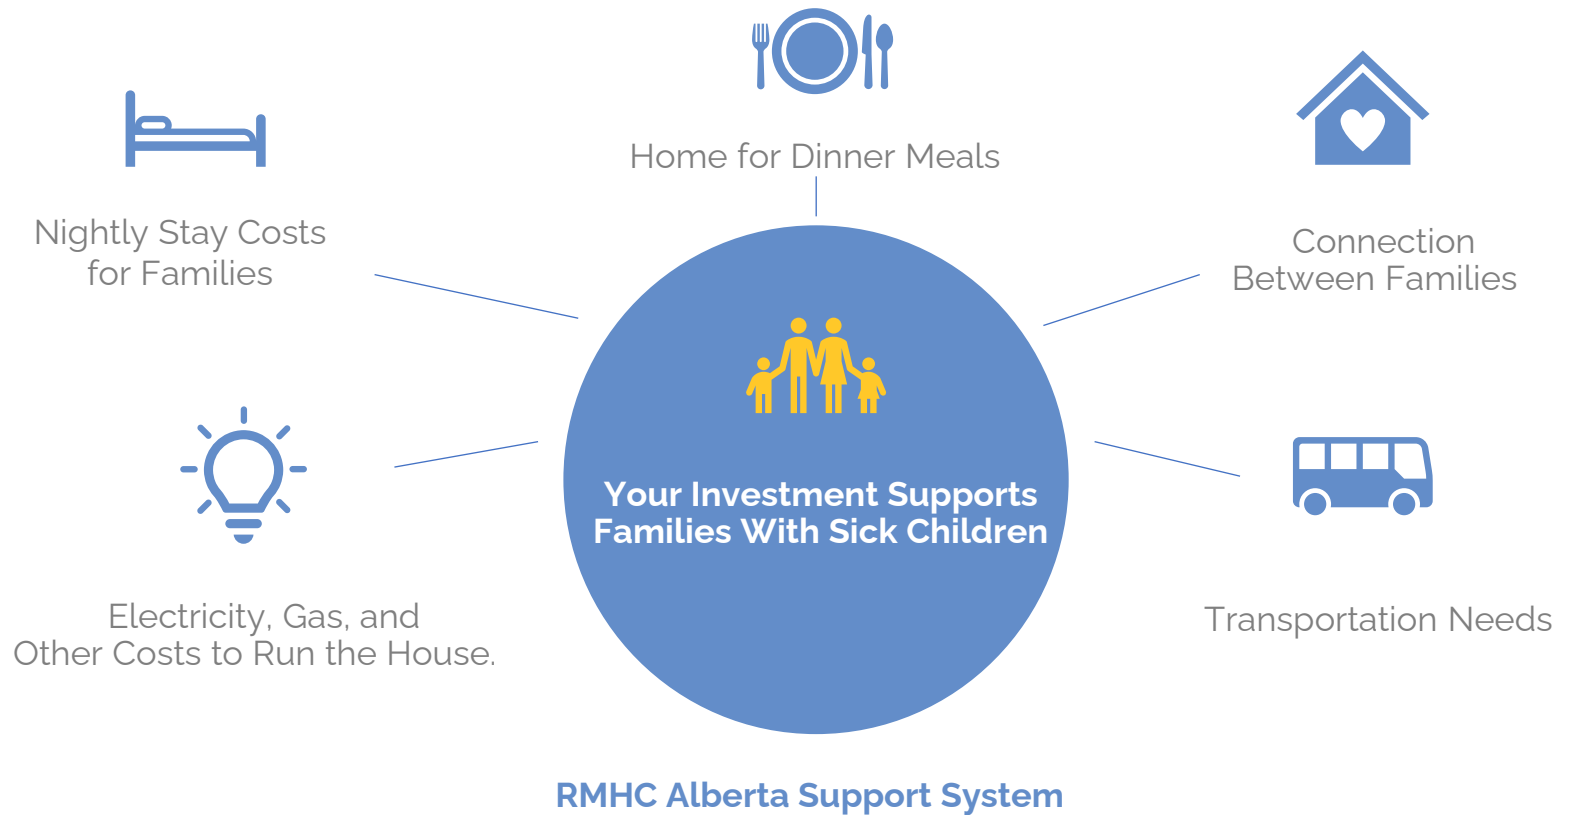 Home for Dinner Meals
Nightly Stay Costs
for Families
Connection
Between Families
Your Investment Supports
Families With Sick Children
Electricity, Gas, and
Other Costs to Run the House.
Transportation Needs
RMHC Alberta Support System